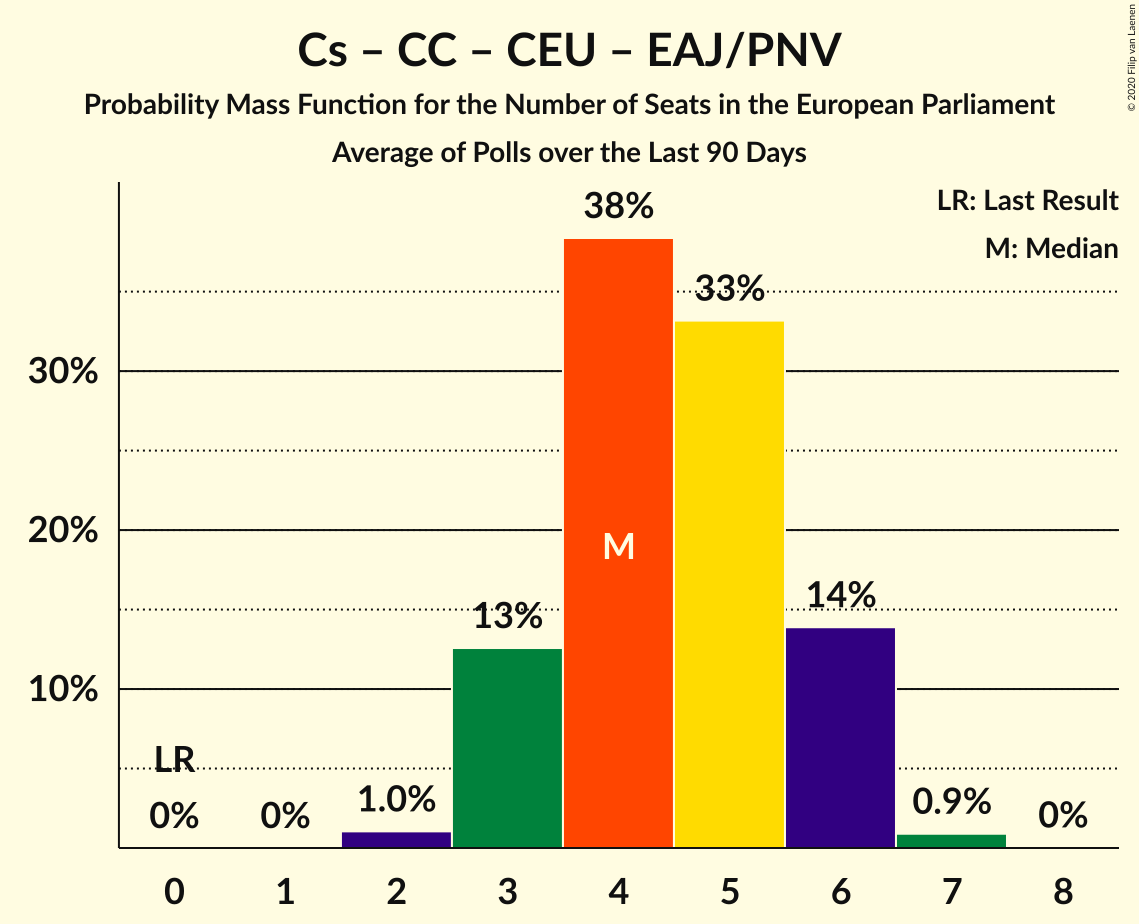 Cs – CC – CEU – EAJ/PNV
Probability Mass Function for the Number of Seats in the European Parliament
Average of Polls over the Last 90 Days
© 2020 Filip van Laenen
LR: Last Result
M: Median
38%
33%
30%
20%
M
14%
13%
10%
LR
0%
0%
1.0%
0.9%
0%
0 1 2 3 4 5 6 7 8